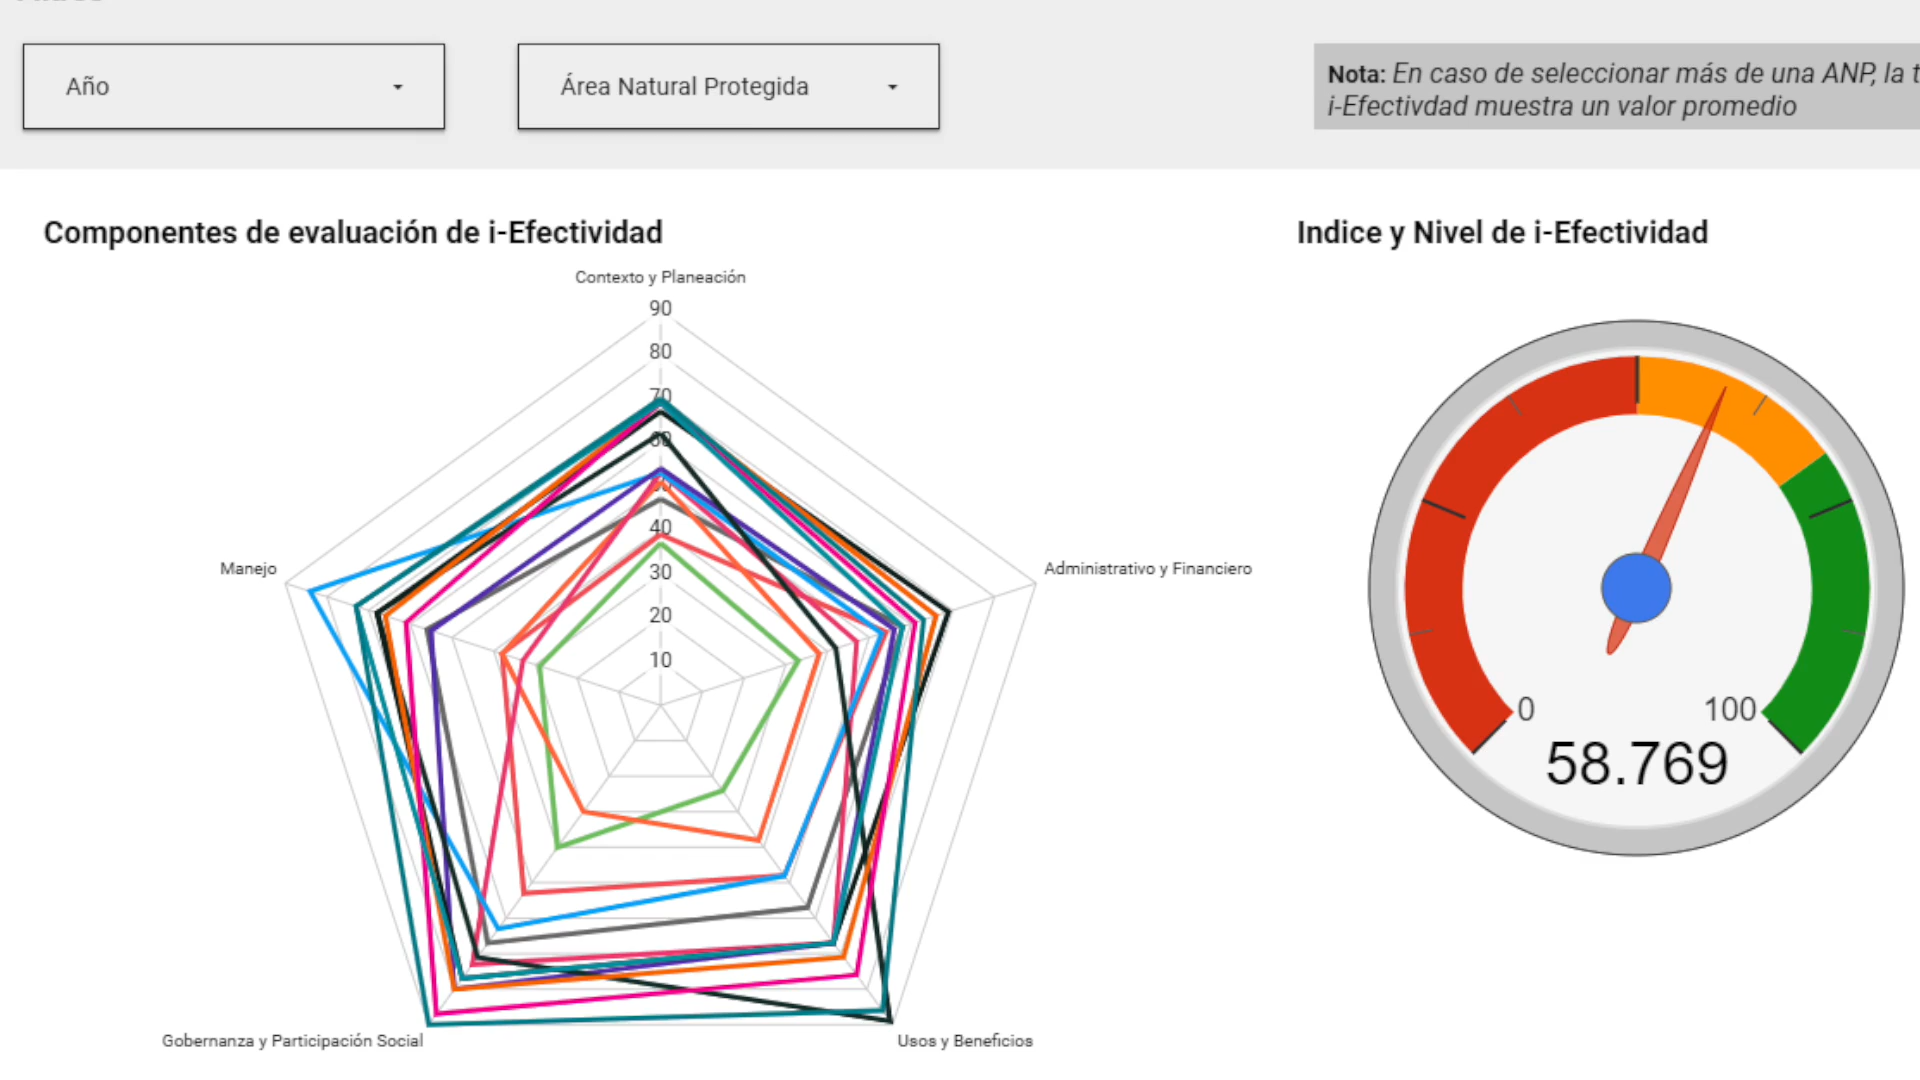 Año
Área Natural Protegida
Nota: En caso de seleccionar más de una ANP, la
i-Efectivdad muestra un valor promedio
Componentes de evaluación de i-Efectividad
Indice y Nivel de i-Efectividad
Contexto y Planeación
90
80
70
60
40
30
20
10
Manejo
Administrativo y Financiero
Gobernanza y Participación Social
Usos y Beneficios
0
100
58.769